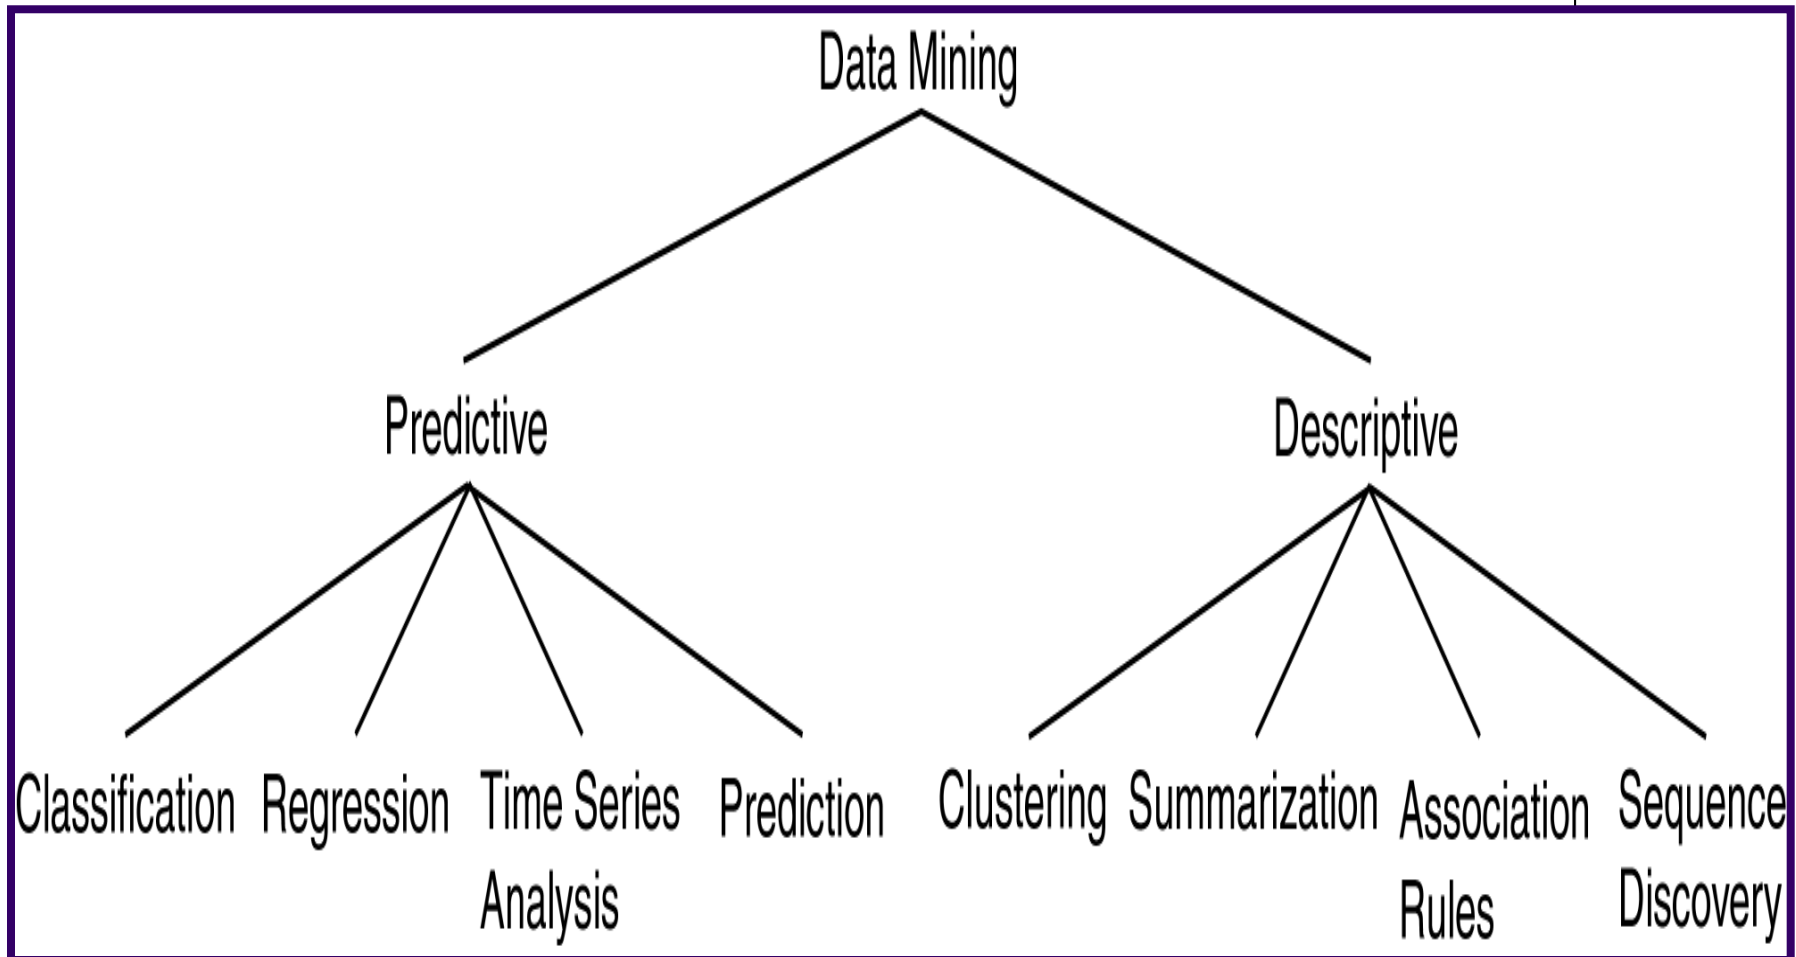 Data Mining
Predictive
Descriptive
Classification
Regression
Time Series
Analysis
Prediction
Clustering
Summarization
Association
Rules
Sequence
Discovery